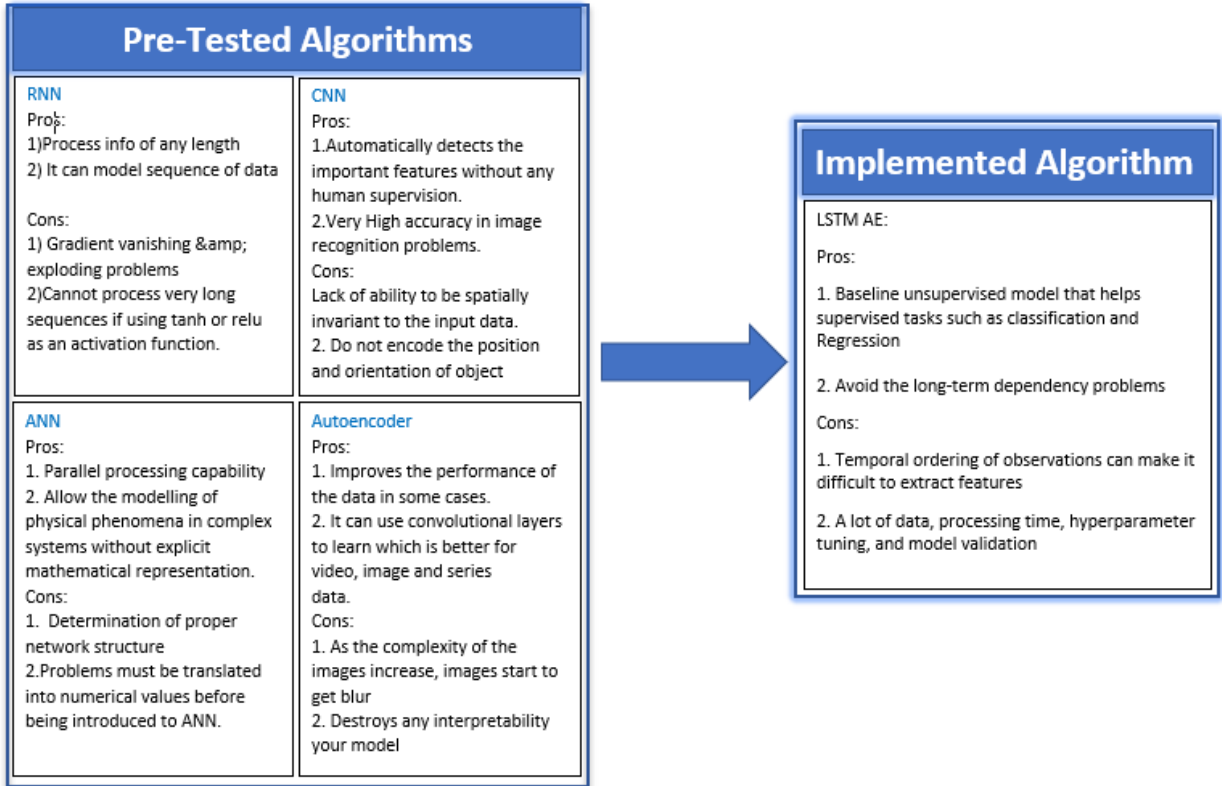 Pre-Tested Algorithms
RNN
Pros:
1)Process info of any length
2) It can model sequence of data
Cons:
1) Gradient vanishing &amp;
exploding problems
2)Cannot process very long
sequences if using tanh or relu
as an activation function.
CNN
Pros:
1.Automatically detects the
important features without any
human supervision.
2.Very High accuracy in image
recognition problems.
Cons:
Lack of ability to be spatially
invariant to the input data.
2. Do not encode the position
and orientation of object
ANN
Pros:
1. Parallel processing capability
2. Allow the modelling of
physical phenomena in complex
systems without explicit
mathematical representation.
Cons:
1.  Determination of proper
network structure
2.Problems must be translated
into numerical values before
being introduced to ANN.
Autoencoder
Pros:
1. Improves the performance of
the data in some cases.
2. It can use convolutional layers
to learn which is better for
video, image and series
data.
Cons:
1. As the complexity of the
images increase, images start to
get blur
2. Destroys any interpretability
your model
Implemented Algorithm
LSTM AE:
Pros:
1. Baseline unsupervised model that helps
supervised tasks such as classification and
Regression
2. Avoid the long-term dependency problems
Cons:
1. Temporal ordering of observations can make it
difficult to extract features
2. A lot of data, processing time, hyperparameter
tuning, and model validation